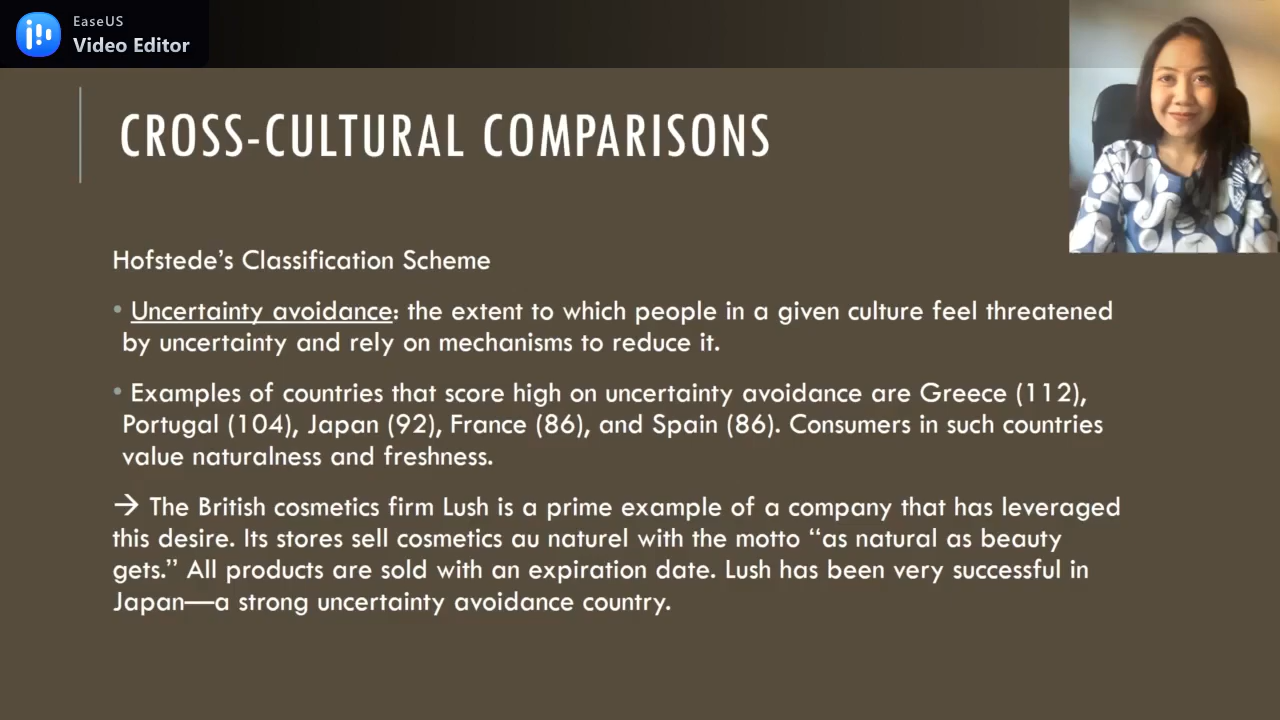 EaseUS
Video Editor
CROSS-CULTURAL COMPARISONS
Hofstede’s Classification Scheme
• Uncertainty avoidance: the extent to which people in a given culture feel threatened
by uncertainty and rely on mechanisms to reduce it.
• Examples of countries that score high on uncertainty avoidance are Greece (112),
Portugal (104), Japan (92), France (86), and Spain (86). Consumers in such countries
value naturalness and freshness.
→ The British cosmetics firm Lush is a prime example of a company that has leveraged
this desire. Its stores sell cosmetics au naturel with the motto “as natural as beauty
gets.” All products are sold with an expiration date. Lush has been very successful in
Japan—a strong uncertainty avoidance country.